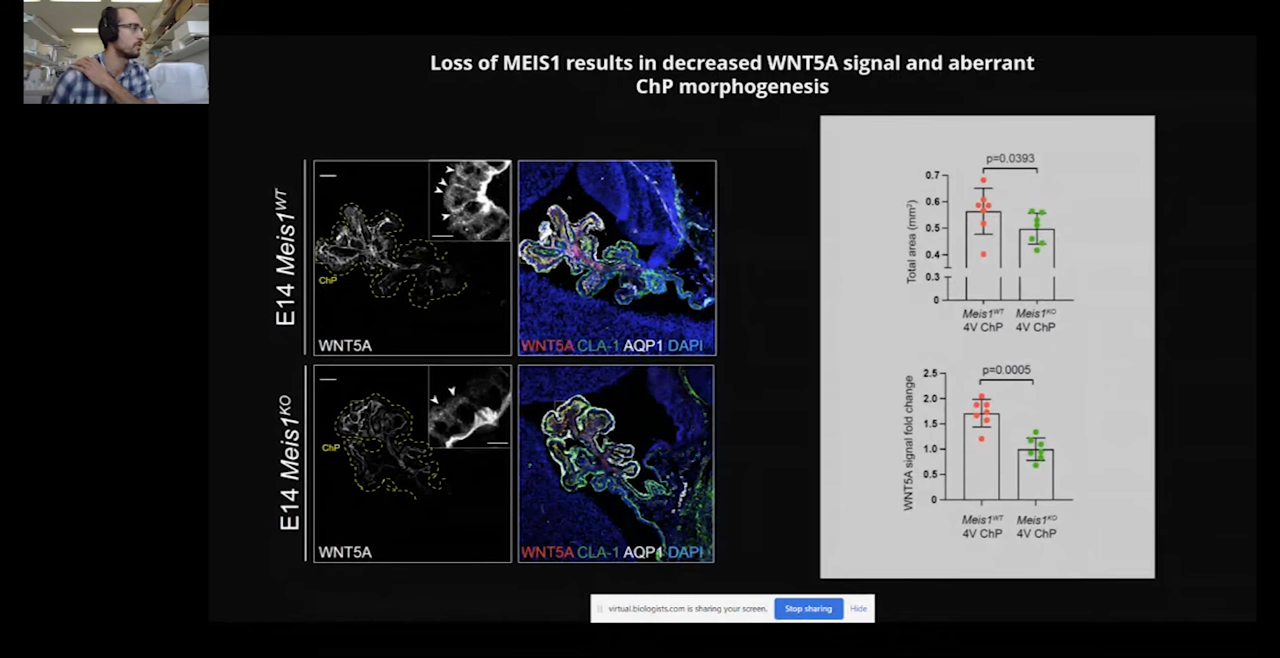 Loss of MEIS1 results in decreased WNT5A signal and aberrant
ChP morphogenesis
E14 Meis1WT
ChP
WNT5A
WNT5A CLA-1 AQP1 DAPI
E14 Meis1KO
ChP
WNT5A
WNT5A CLA-1 AQP1 DAPI
p=0.0393
Total area (mm²)
0.7
0.6
0.5
0.4
0.3
0
Meis1WT Meis1KO
4V ChP 4V ChP
p=0.0005
WNT5A signal fold change
2.5
2.0
1.5
1.0
0.5
0
Meis1WT Meis1KO
4V ChP 4V ChP
virtual.biologists.com is sharing your screen. Stop sharing Hide